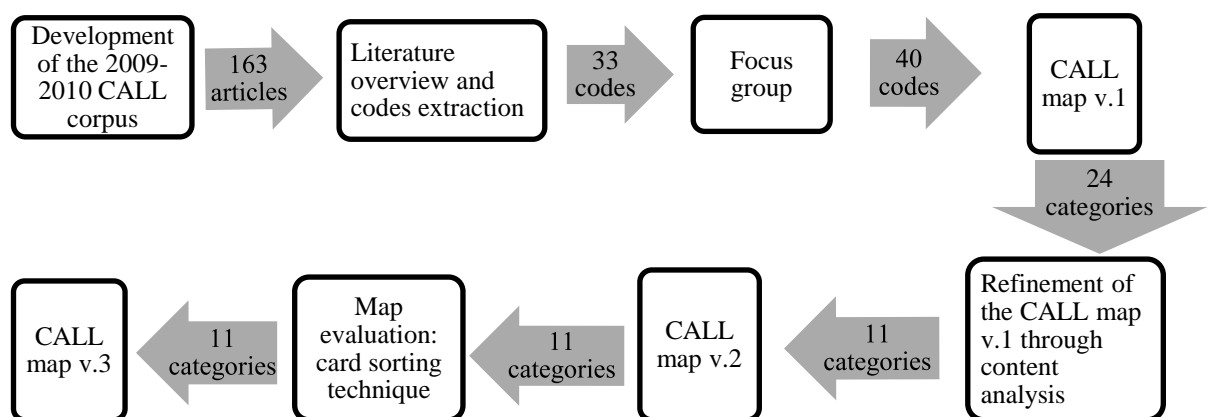 Development
of the 2009-
2010 CALL
corpus
163
articles
Literature
overview and
codes extraction
33
codes
Focus
group
40
codes
CALL
map v.1
24
categories
Refinement of
the CALL map
v.1 through
content
analysis
11
categories
CALL
map v.2
11
categories
Map
evaluation:
card sorting
technique
11
categories
CALL
map v.3